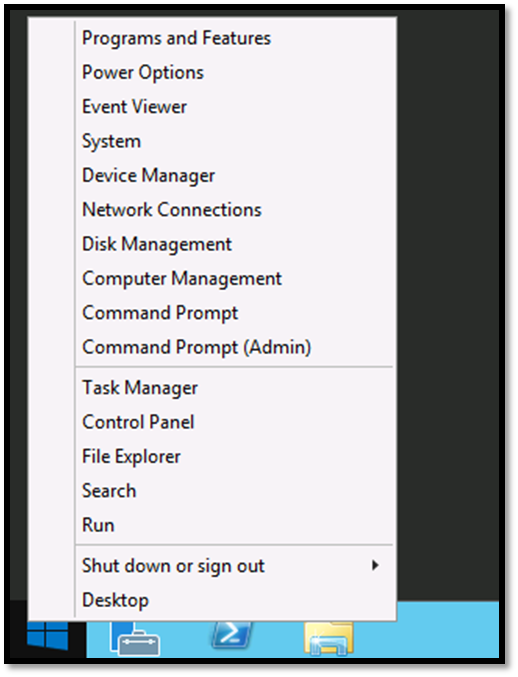 Programs and Features
Power Options
Event Viewer
System
Device Manager
Network Connections
Disk Management
Computer Management
Command Prompt
Command Prompt (Admin)
Task Manager
Control Panel
File Explorer
Search
Run
Shut down or sign out
Desktop